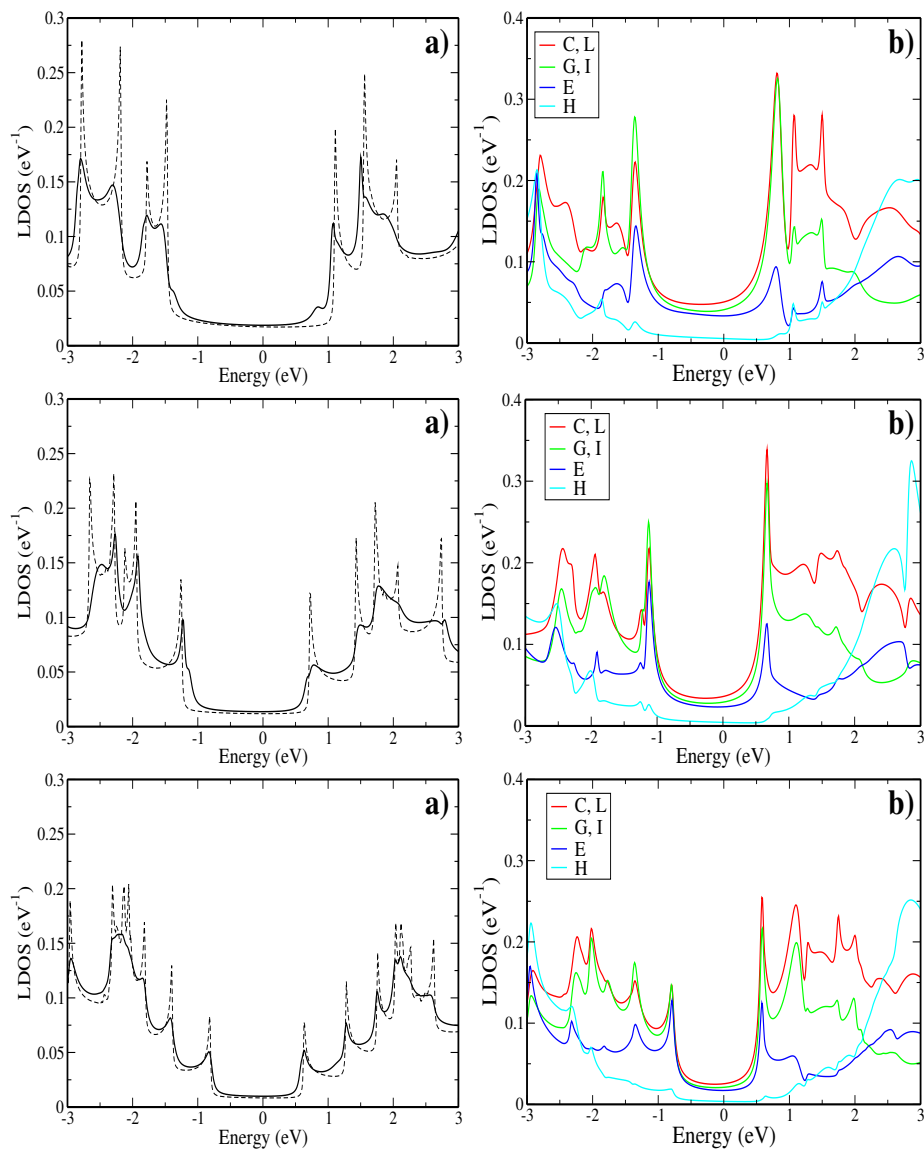 0.3
0.25
0.2
0.15
0.1
0.05
0
-3 -2 -1 0 1 2 3
LDOS (eV^-1)
Energy (eV)
a)
0.4
0.3
0.2
0.1
0
-3 -2 -1 0 1 2 3
LDOS (eV^-1)
Energy (eV)
b)
C, L
G, I
E
H
0.3
0.25
0.2
0.15
0.1
0.05
0
-3 -2 -1 0 1 2 3
LDOS (eV^-1)
Energy (eV)
a)
0.4
0.3
0.2
0.1
0
-3 -2 -1 0 1 2 3
LDOS (eV^-1)
Energy (eV)
b)
C, L
G, I
E
H
0.3
0.25
0.2
0.15
0.1
0.05
0
-3 -2 -1 0 1 2 3
LDOS (eV^-1)
Energy (eV)
a)
0.4
0.3
0.2
0.1
0
-3 -2 -1 0 1 2 3
LDOS (eV^-1)
Energy (eV)
b)
C, L
G, I
E
H